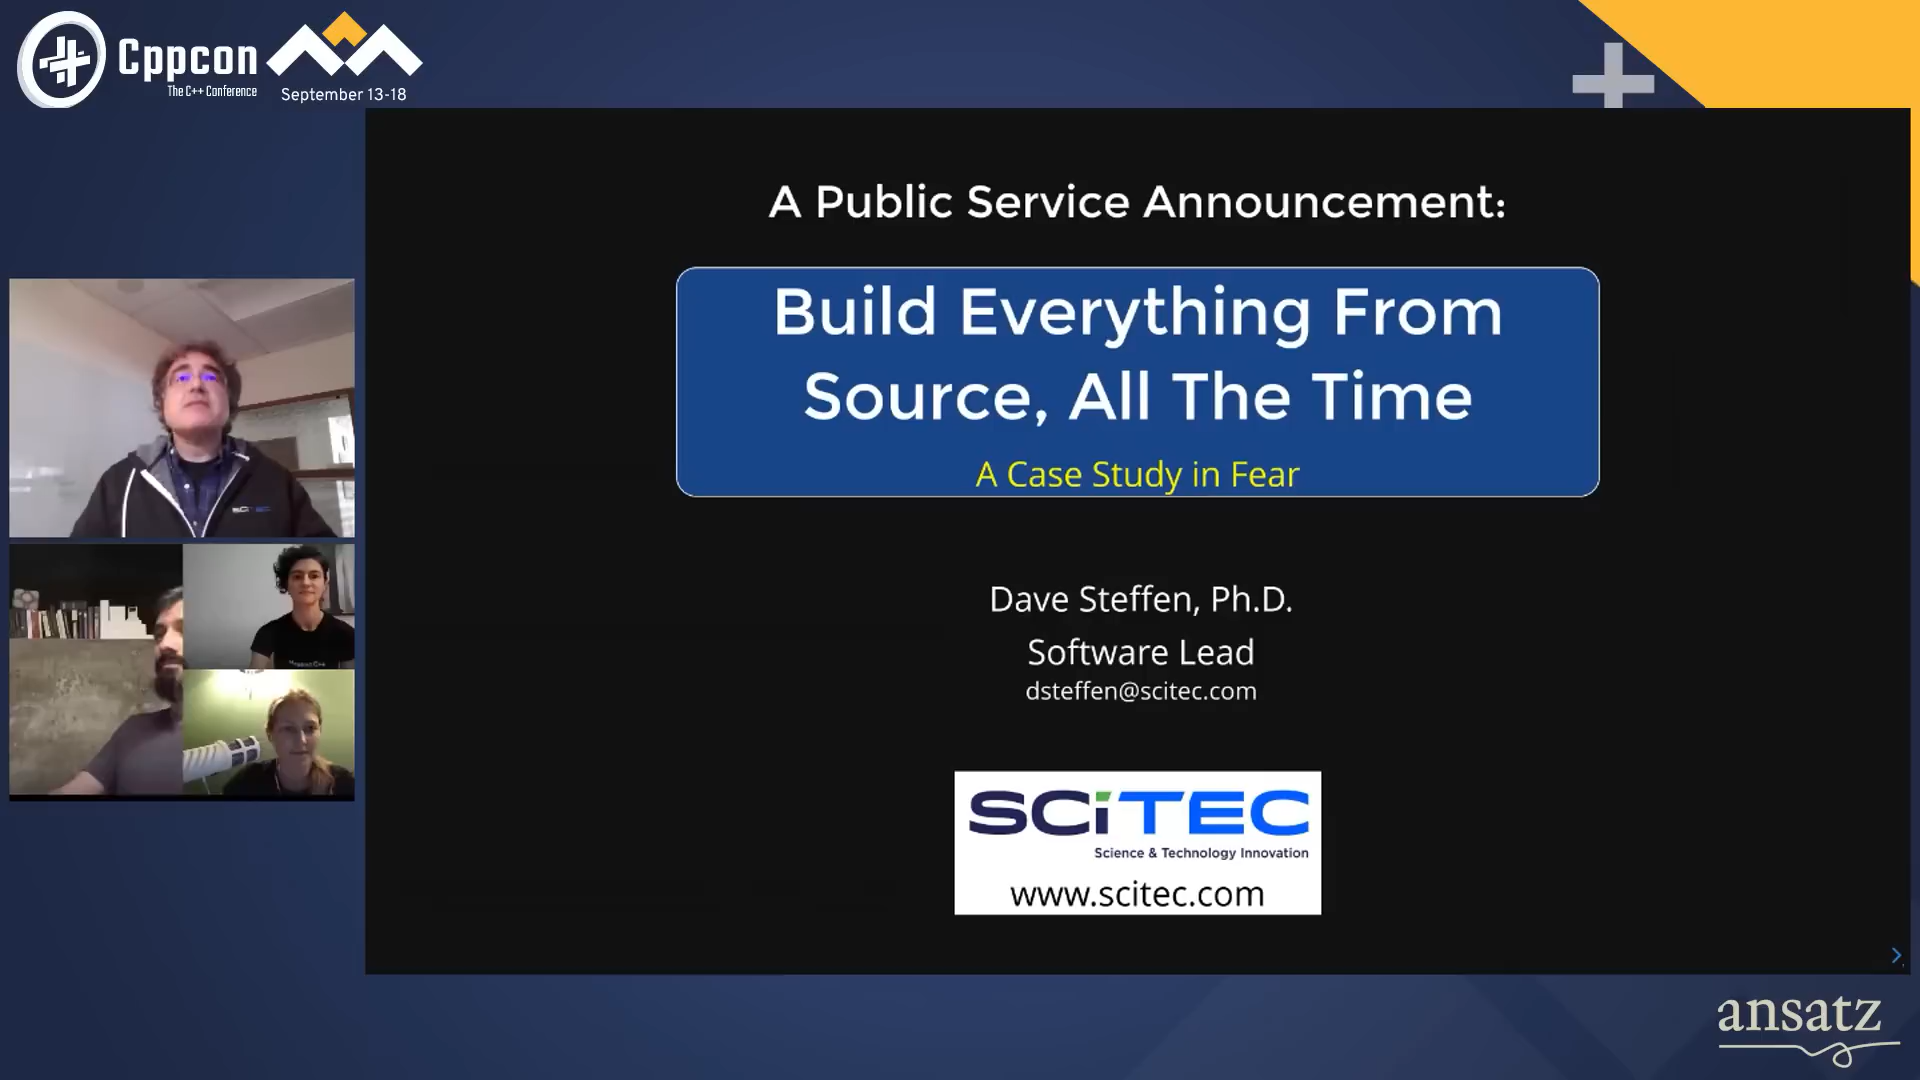 Cppcon
The C++ Conference
September 13-18
A Public Service Announcement:
Build Everything From
Source, All The Time
A Case Study in Fear
Dave Steffen, Ph.D.
Software Lead
dsteffen@scitec.com
SCiTEC
Science & Technology Innovation
www.scitec.com
SCiTEC
ansatz